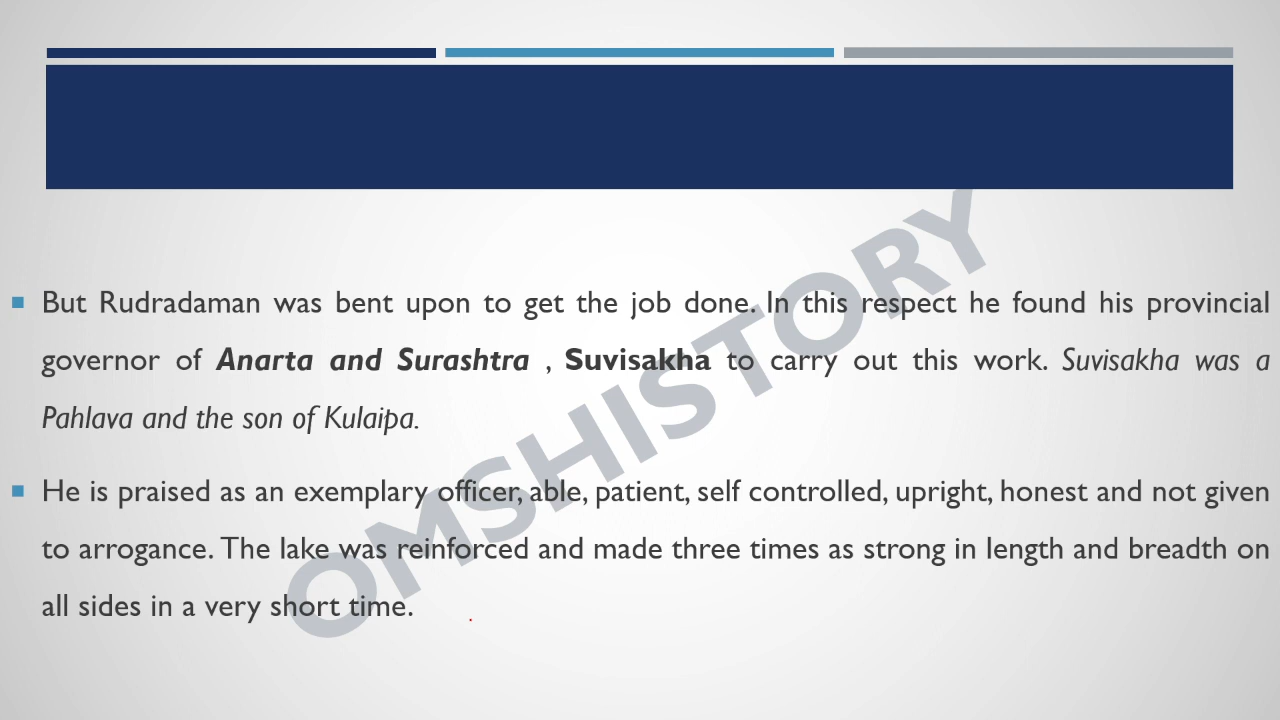 But Rudradaman was bent upon to get the job done. In this respect he found his provincial
governor of Anarta and Surashtra , Suvisakha to carry out this work. Suvisakha was a
Pahlava and the son of Kulaipa.
He is praised as an exemplary officer, able, patient, self controlled, upright, honest and not given
to arrogance. The lake was reinforced and made three times as strong in length and breadth on
all sides in a very short time.
OMSHISTORY